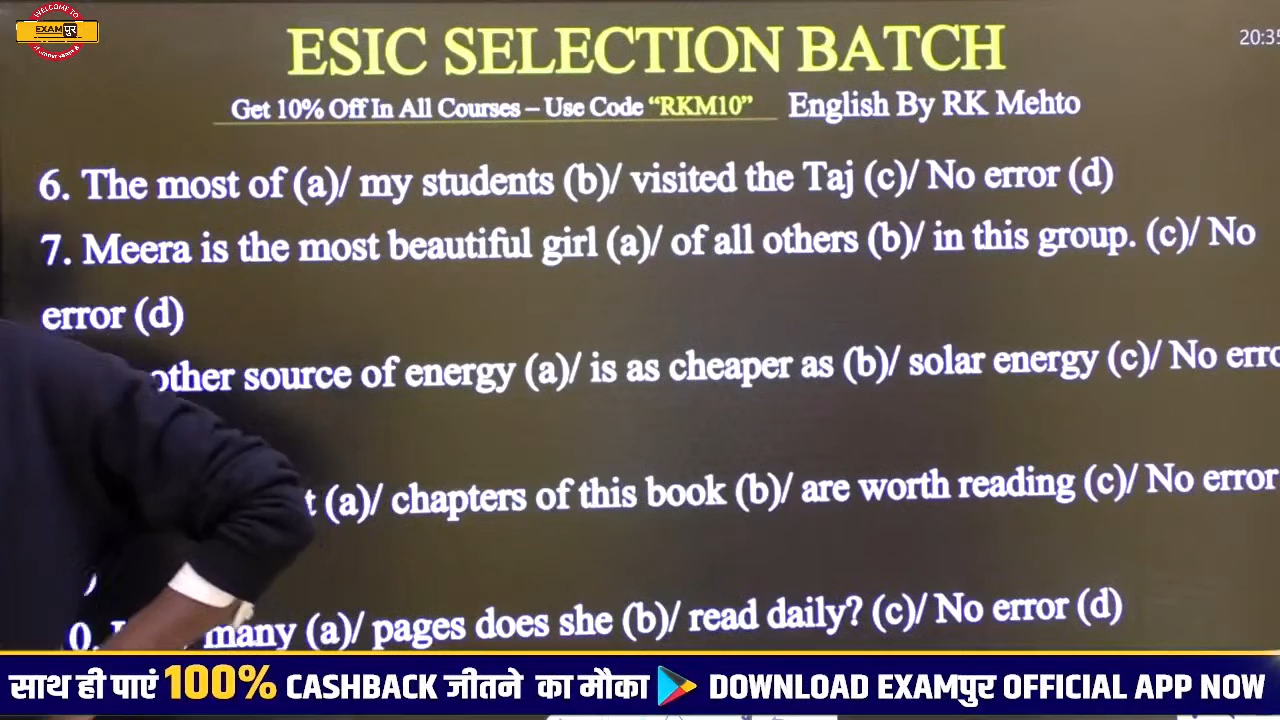 WELCOME TO
EXAMपुर
ESIC SELECTION BATCH
20:35
Get 10% Off In All Courses – Use Code “RKM10” English By RK Mehto
6. The most of (a)/ my students (b)/ visited the Taj (c)/ No error (d)
7. Meera is the most beautiful girl (a)/ of all others (b)/ in this group. (c)/ No
error (d)
other source of energy (a)/ is as cheaper as (b)/ solar energy (c)/ No erro
t (a)/ chapters of this book (b)/ are worth reading (c)/ No error
)
0. many (a)/ pages does she (b)/ read daily? (c)/ No error (d)
साथ ही पाएं 100% CASHBACK जीतने का मौका DOWNLOAD EXAMपुर OFFICIAL APP NOW